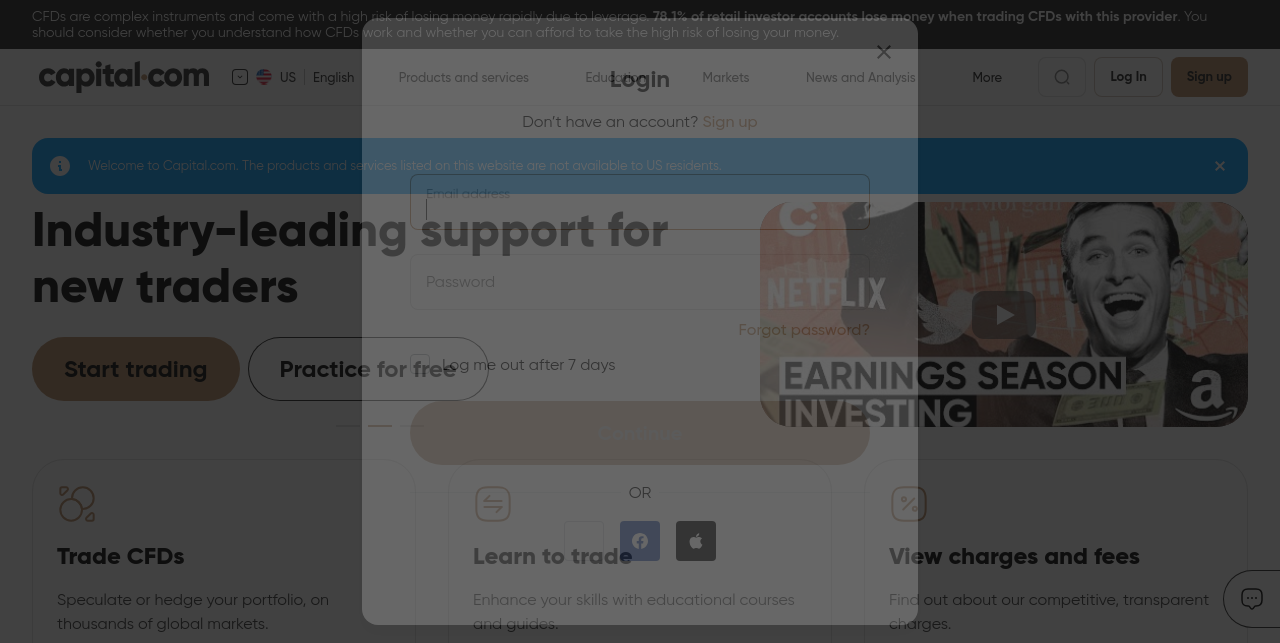 CFDs are complex instruments and come with a high risk of losing money rapidly due to leverage. 78.1% of retail investor accounts lose money when trading CFDs with this provider. You
should consider whether you understand how CFDs work and whether you can afford to take the high risk of losing your money.
capital.com
US
English
Products and services
Education
Markets
News and Analysis
More
Log In
Sign up
Login
Don't have an account? Sign up
Welcome to Capital.com. The products and services listed on this website are not available to US residents.
Email address
Industry-leading support for
new traders
Password
Forgot password?
Log me out after 7 days
Start trading
Practice for free
J.P. Morgan
NETFLIX
EARNINGS SEASON
INVESTING
a
Continue
OR
Trade CFDs
Speculate or hedge your portfolio, on
thousands of global markets.
Learn to trade
Enhance your skills with educational courses
and guides.
View charges and fees
Find out about our competitive, transparent
charges.